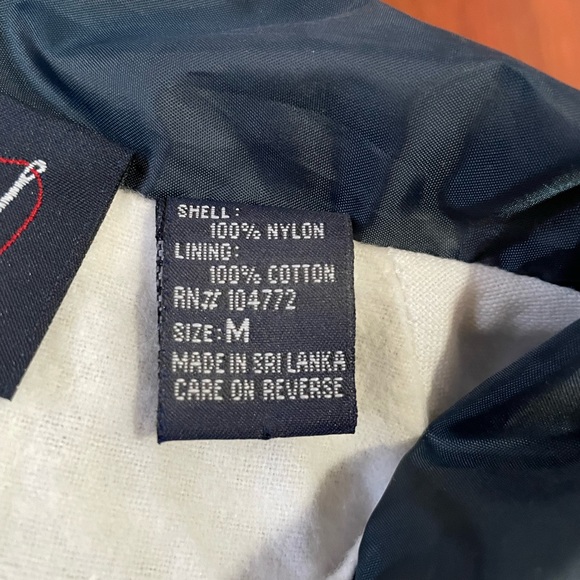 SHELL:
100% NYLON
LINING:
100% COTTON
RN# 104772
SIZE: M
MADE IN SRI LANKA
CARE ON REVERSE